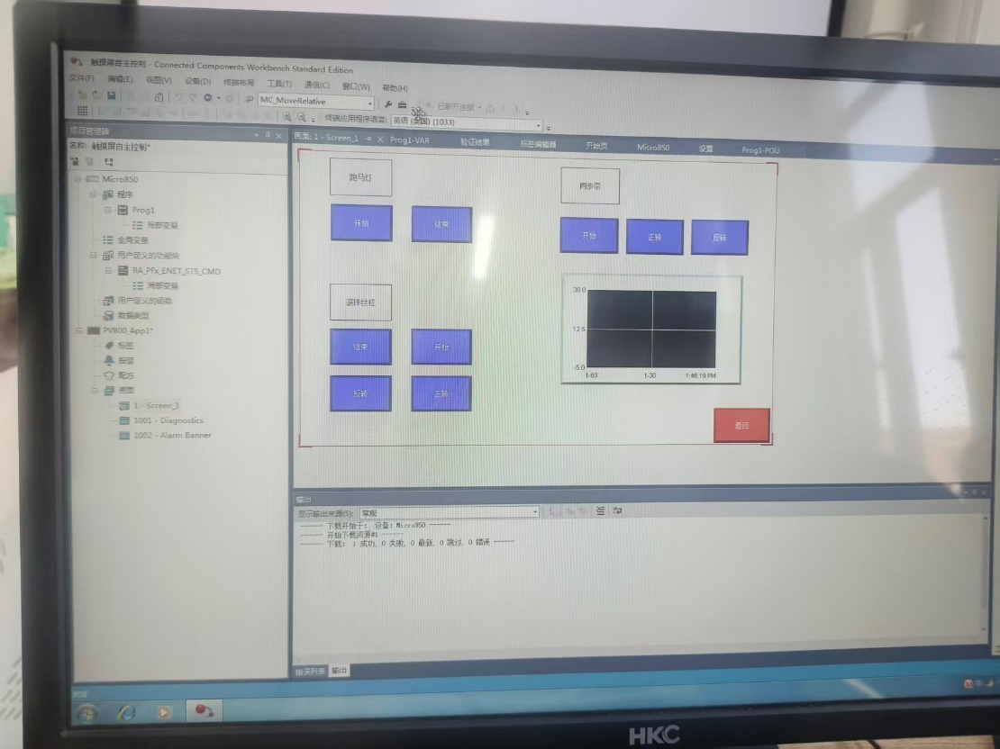 触摸屏自主控制 - Connected Components Workbench Standard Edition
文件(F) 编辑(E) 视图(V) 设备(D) 终端布局 工具(T) 通信(C) 窗口(W) 帮助(H)
MC_MoveRelative
已断开连接
终端应用程序语言: 英语 (美国) (1033)
项目管理器
名称: 触摸屏自主控制*
Micro850
程序
Prog1
局部变量
全局变量
用户定义的功能块
RA_PFx_ENET_STS_CMD
局部变量
用户定义的函数
数据类型
PV800_App1*
标签
报警
配方
画面
1 - Screen_1
1001 - Diagnostics
1002 - Alarm Banner
画面: 1 - Screen_1 Prog1-VAR 验证结果 标签编辑器 开始页 Micro850 设置 Prog1-POU
跑马灯
开始 结束
滚珠丝杠
结束 开始
反转 正转
同步带
开始 正转 反转
30.0
12.5
-5.0
t-60 t-30 1:46:19 PM
返回
输出
显示输出来源(S): 常规
------- 下载开始于: 设备: Micro850 -------
------- 开始下载资源#1 -------
------- 下载: 1 成功, 0 失败, 0 最新, 0 跳过, 0 错误 -------
错误列表 输出
HKC